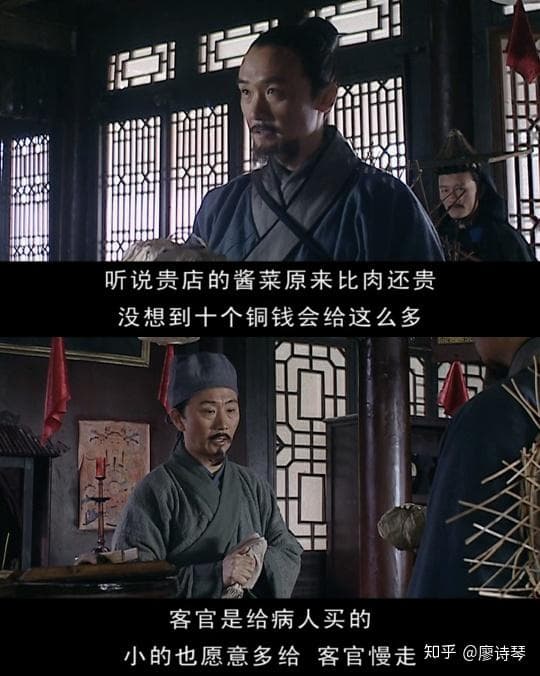 听说贵店的酱菜原来比肉还贵
没想到十个铜钱会给这么多
客官是给病人买的
小的也愿意多给 客官慢走
知乎 @廖诗琴